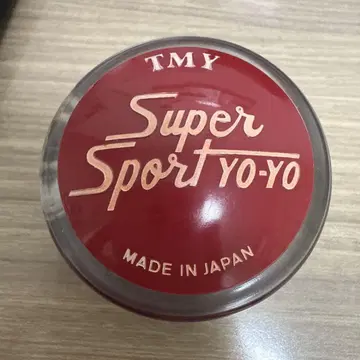 TMY
Super
Sport YO-YO
MADE IN JAPAN